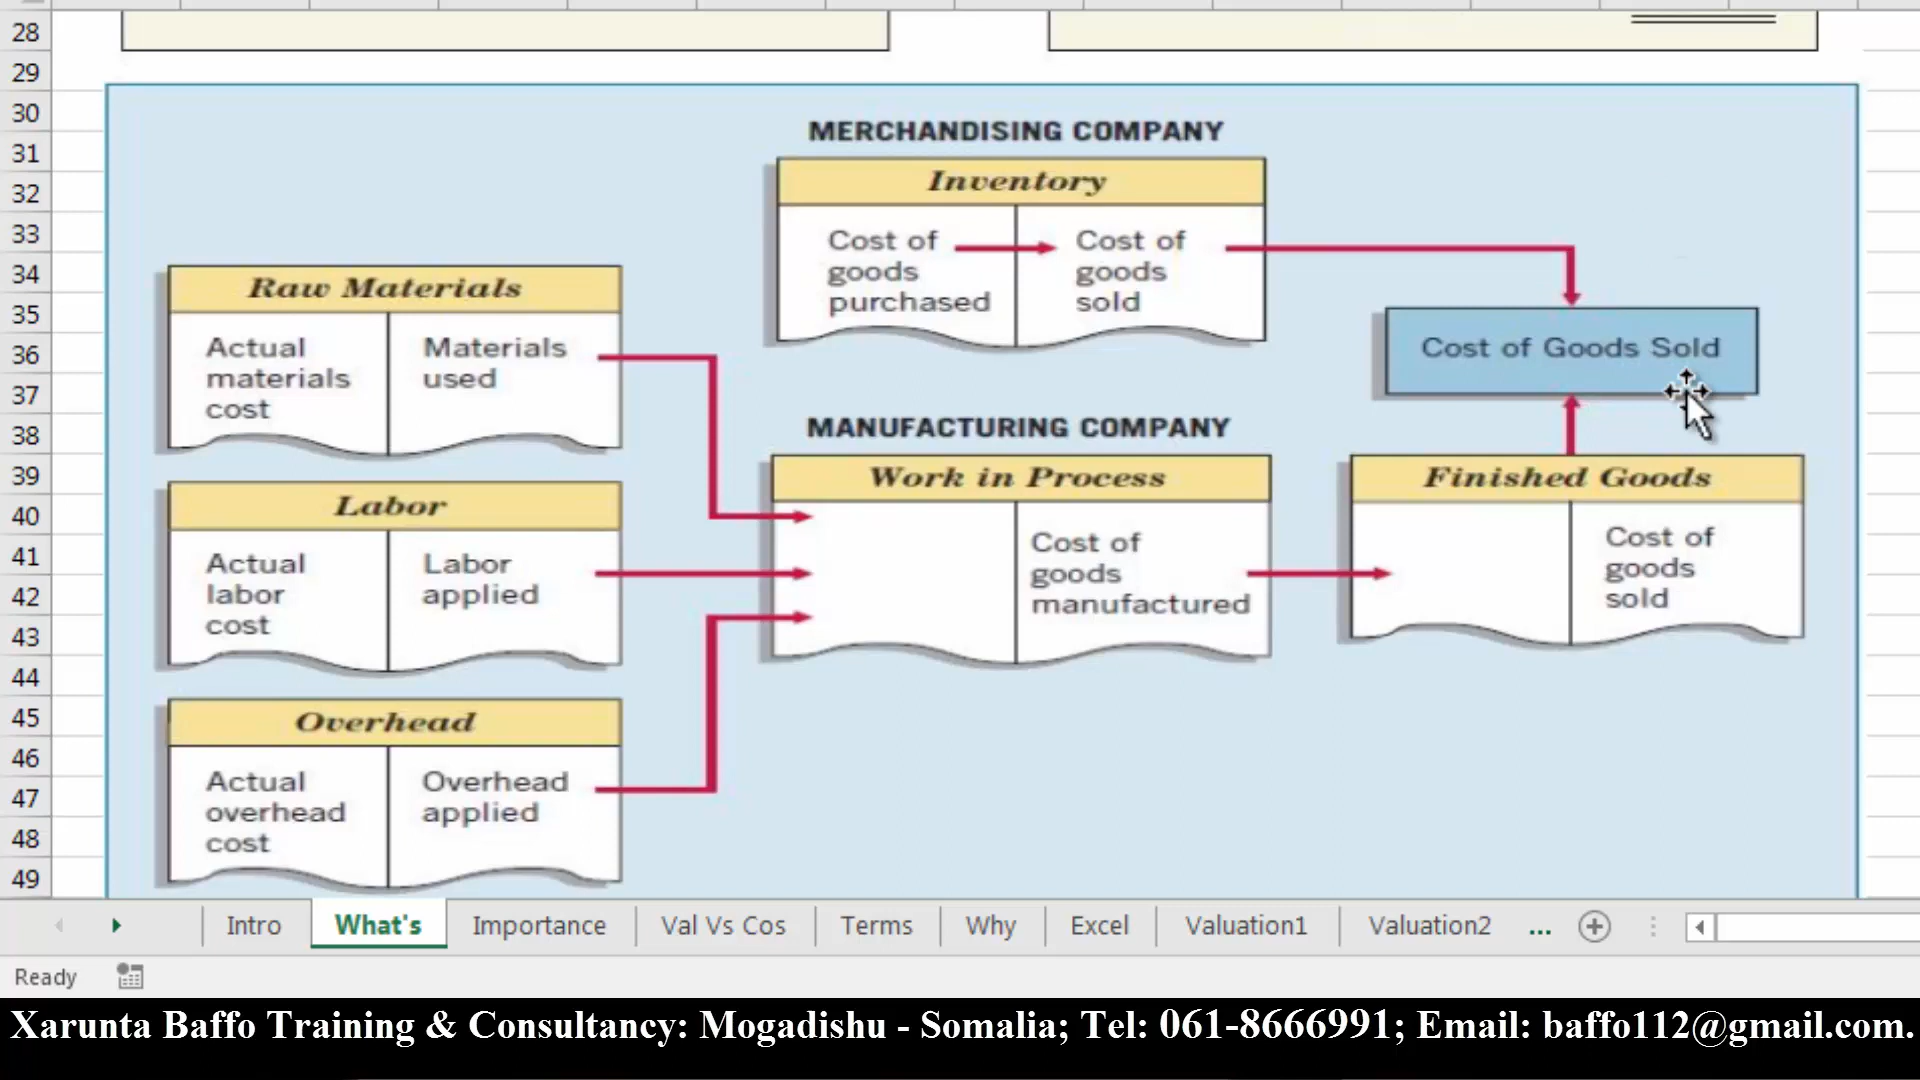 28
29
30
31
32
33
34
35
36
37
38
39
40
41
42
43
44
45
46
47
48
49
MERCHANDISING COMPANY
Inventory
Cost of
goods
purchased
Cost of
goods
sold
Raw Materials
Actual
materials
cost
Materials
used
Cost of Goods Sold
MANUFACTURING COMPANY
Labor
Actual
labor
cost
Labor
applied
Work in Process
Cost of
goods
manufactured
Finished Goods
Cost of
goods
sold
Overhead
Actual
overhead
cost
Overhead
applied
Intro What's Importance Val Vs Cos Terms Why Excel Valuation1 Valuation2 ...
Ready
Xarunta Baffo Training & Consultancy: Mogadishu - Somalia; Tel: 061-8666991; Email: baffo112@gmail.com.